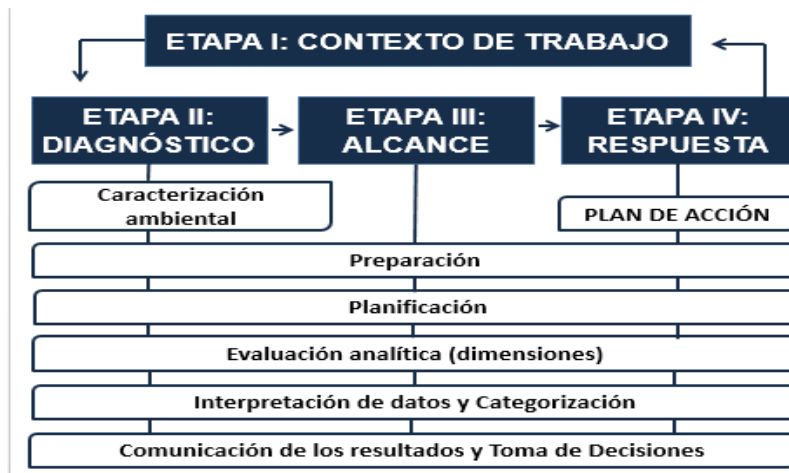 ETAPA I: CONTEXTO DE TRABAJO
ETAPA II:
DIAGNÓSTICO
ETAPA III:
ALCANCE
ETAPA IV:
RESPUESTA
Caracterización
ambiental
PLAN DE ACCIÓN
Preparación
Planificación
Evaluación analítica (dimensiones)
Interpretación de datos y Categorización
Comunicación de los resultados y Toma de Decisiones